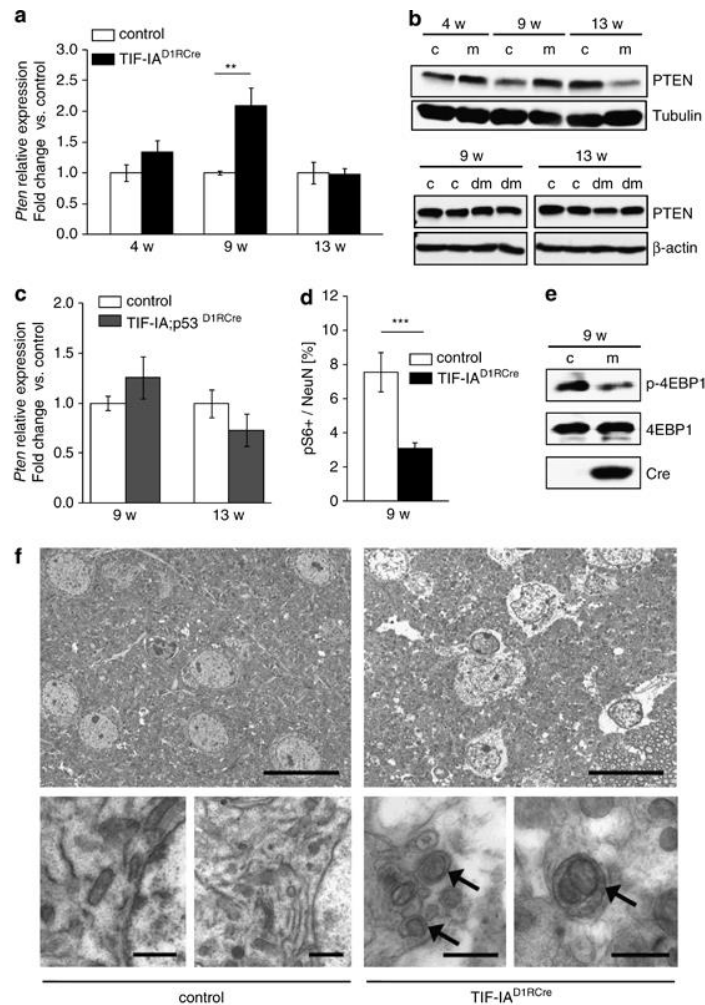 a
control
TIF-IA^D1RCre
**
Pten relative expression
Fold change vs. control
3.0
2.5
2.0
1.5
1.0
0.5
0.0
4 w 9 w 13 w
b
4 w 9 w 13 w
c m c m c m
PTEN
Tubulin
9 w 13 w
c c dm dm c c dm dm
PTEN
β-actin
c
control
TIF-IA;p53 D1RCre
Pten relative expression
Fold change vs. control
2.0
1.5
1.0
0.5
0.0
9 w 13 w
d
***
control
TIF-IA^D1RCre
pS6+ / NeuN [%]
12
10
8
6
4
2
0
9 w
e
9 w
c m
p-4EBP1
4EBP1
Cre
f
control TIF-IA^D1RCre